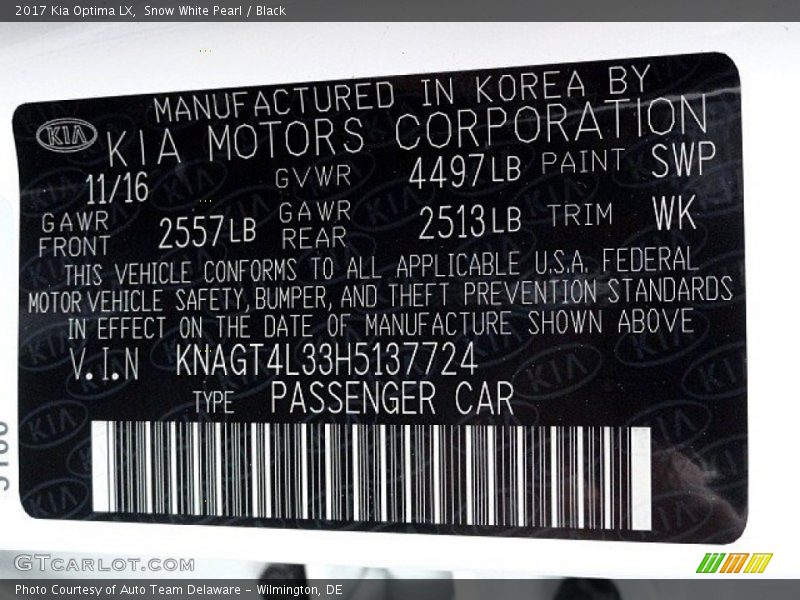 2017 Kia Optima LX, Snow White Pearl / Black
MANUFACTURED IN KOREA BY
KIA KIA MOTORS CORPORATION
11/16 GVWR 4497LB PAINT SWP
GAWR FRONT 2557LB GAWR REAR 2513LB TRIM WK
THIS VEHICLE CONFORMS TO ALL APPLICABLE U.S.A. FEDERAL
MOTOR VEHICLE SAFETY, BUMPER, AND THEFT PREVENTION STANDARDS
IN EFFECT ON THE DATE OF MANUFACTURE SHOWN ABOVE
V.I.N KNAGT4L33H5137724
TYPE PASSENGER CAR
GTCARLOT.COM
Photo Courtesy of Auto Team Delaware - Wilmington, DE